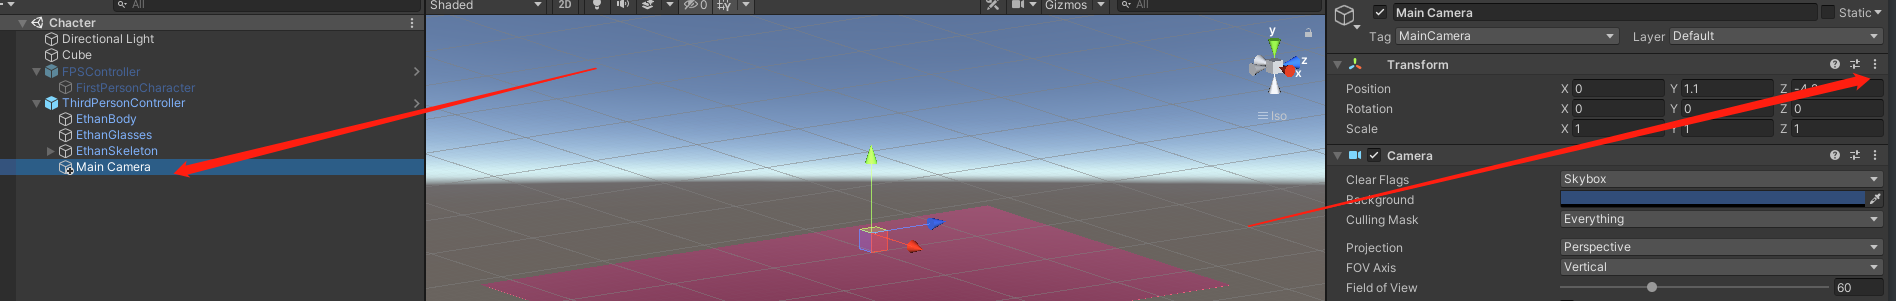 All
Chacter
Directional Light
Cube
FPSController
FirstPersonCharacter
ThirdPersonController
EthanBody
EthanGlasses
EthanSkeleton
Main Camera
Shaded 2D 0 Gizmos All
y
z
x
Iso
Main Camera Static
Tag MainCamera Layer Default
Transform
Position X 0 Y 1.1 Z
Rotation X 0 Y 0 Z 0
Scale X 1 Y 1 Z 1
Camera
Clear Flags Skybox
Background
Culling Mask Everything
Projection Perspective
FOV Axis Vertical
Field of View 60